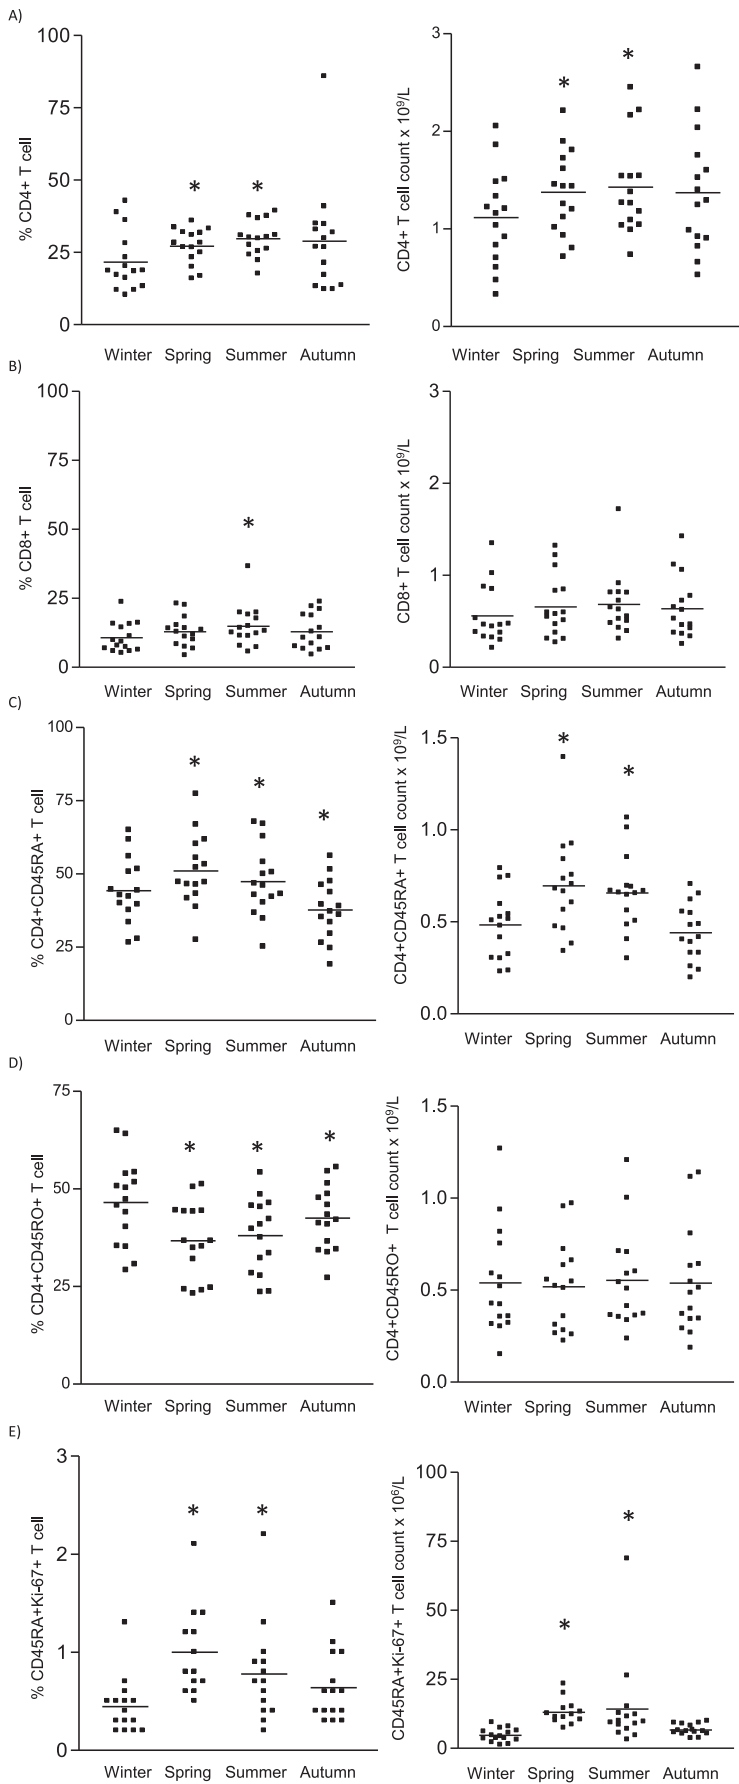 A)
% CD4+ T cell
100
75
50
25
0
* *
Winter Spring Summer Autumn
CD4+ T cell count x 10⁹/L
3
2
1
0
* *
Winter Spring Summer Autumn
B)
% CD8+ T cell
100
75
50
25
0
*
Winter Spring Summer Autumn
CD8+ T cell count x 10⁹/L
3
2
1
0
Winter Spring Summer Autumn
C)
% CD4+CD45RA+ T cell
100
75
50
25
0
* * *
Winter Spring Summer Autumn
CD4+CD45RA+ T cell count x 10⁹/L
1.5
1.0
0.5
0.0
* *
Winter Spring Summer Autumn
D)
% CD4+CD45RO+ T cell
75
50
25
0
* * *
Winter Spring Summer Autumn
CD4+CD45RO+ T cell count x 10⁹/L
1.5
1.0
0.5
0.0
Winter Spring Summer Autumn
E)
% CD45RA+Ki-67+ T cell
3
2
1
0
* *
Winter Spring Summer Autumn
CD45RA+Ki-67+ T cell count x 10⁶/L
100
75
50
25
0
* *
Winter Spring Summer Autumn